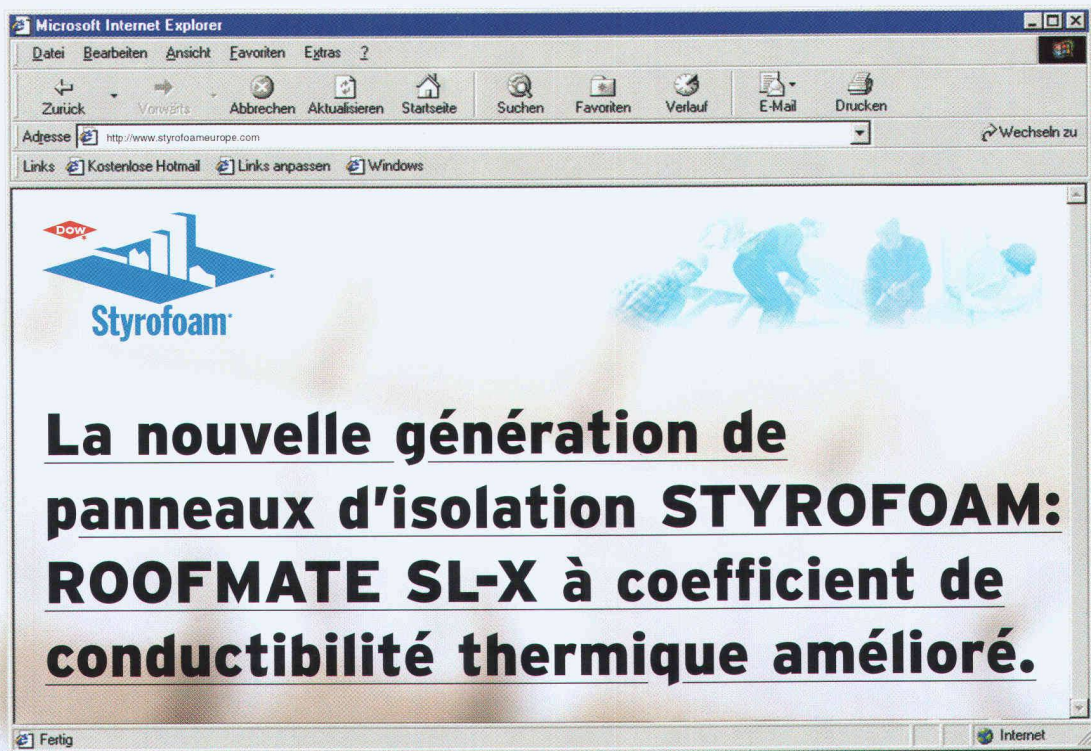 Microsoft Internet Explorer
Datei Bearbeiten Ansicht Favoriten Extras ?
Zurück Vorwärts Abbrechen Aktualisieren Startseite Suchen Favoriten Verlauf E-Mail Drucken
Adresse http://www.styrofoameurope.com Wechseln zu
Links Kostenlose Hotmail Links anpassen Windows
DOW
Styrofoam
La nouvelle génération de
panneaux d'isolation STYROFOAM:
ROOFMATE SL-X à coefficient de
conductibilité thermique amélioré.
Fertig Internet